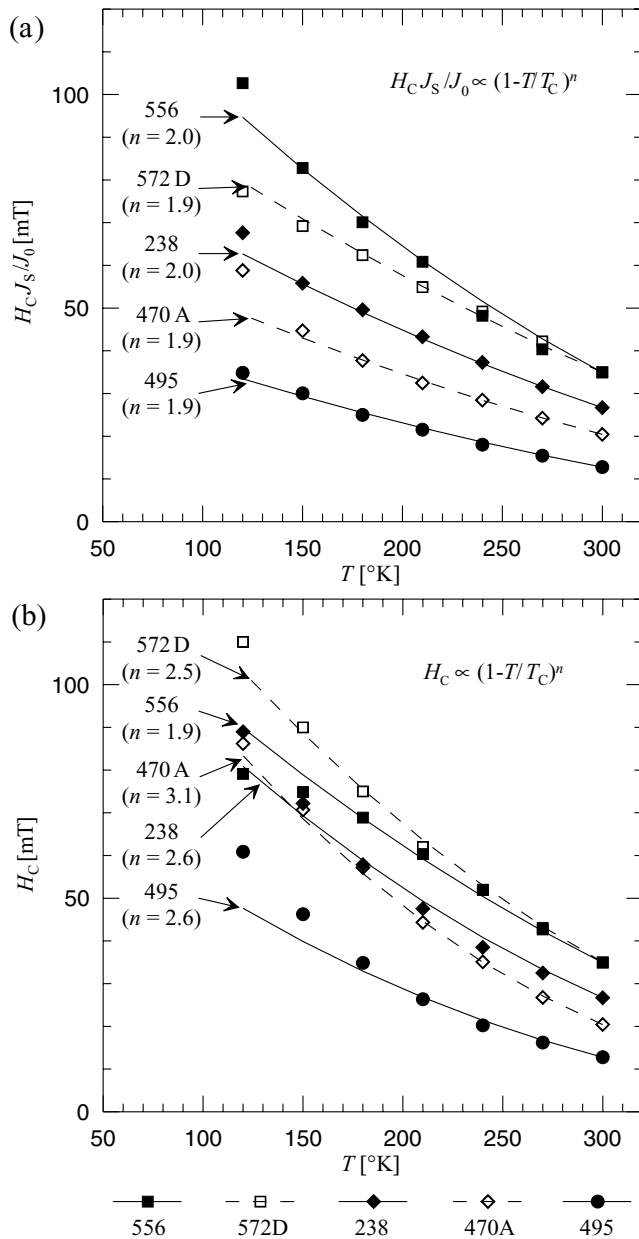 (a)
H_C J_S/J_0 ∝ (1-T/T_C)^n
100
50
0
556
(n = 2.0)
572 D
(n = 1.9)
238
(n = 2.0)
470 A
(n = 1.9)
495
(n = 1.9)
H_C J_S/J_0 [mT]
50 100 150 200 250 300
T [°K]
(b)
H_C ∝ (1-T/T_C)^n
100
50
0
572 D
(n = 2.5)
556
(n = 1.9)
470 A
(n = 3.1)
238
(n = 2.6)
495
(n = 2.6)
H_C [mT]
50 100 150 200 250 300
T [°K]
556 572D 238 470A 495